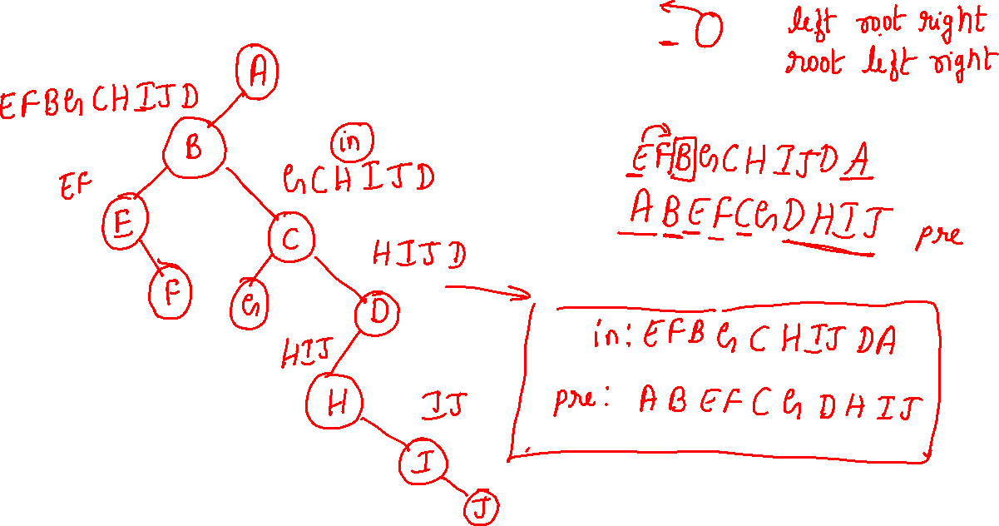 left root right
root left right
A
EFBGCHIJD
B
in
EFBGCHIJDA
GCHIJD
EF
ABEFCGDHIJ pre
E
C
HIJD
F
G
D
in: EFBGCHIJDA
HIJ
pre: ABEFCGDHIJ
H
IJ
I
J